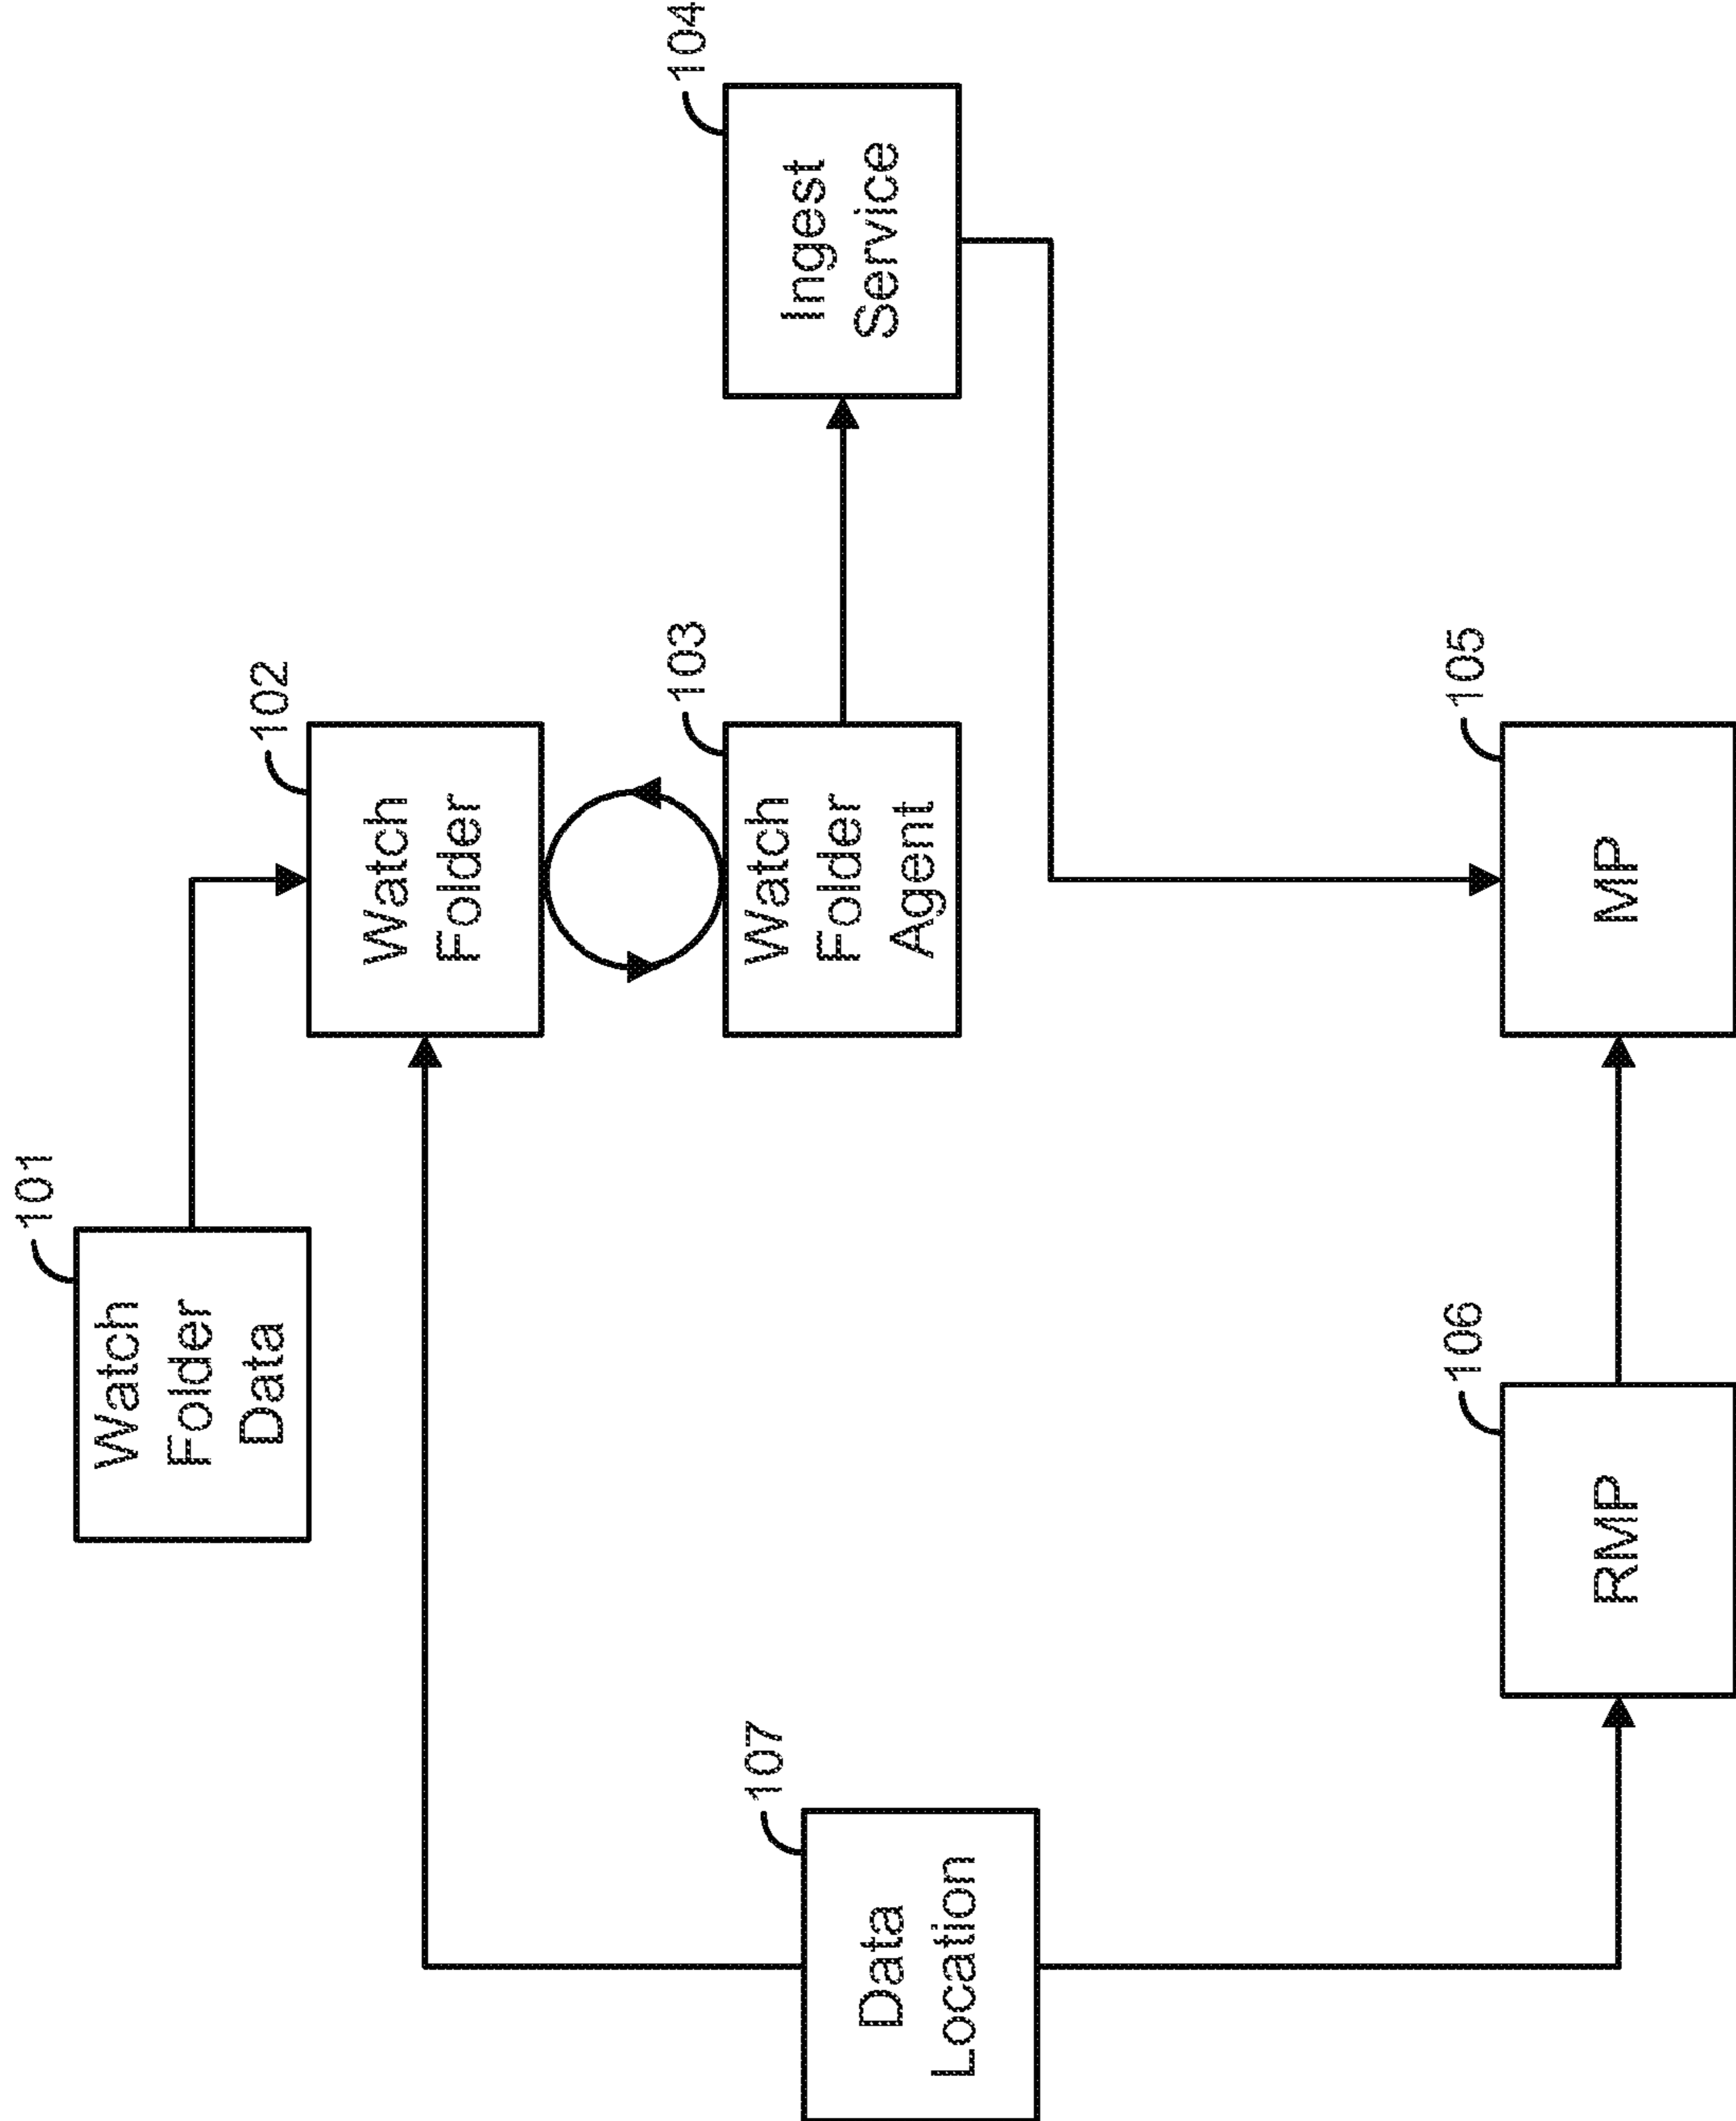 101
Watch
Folder
Data
102
Watch
Folder
103
Watch
Folder
Agent
104
Ingest
Service
107
Data
Location
106
RMP
105
MP